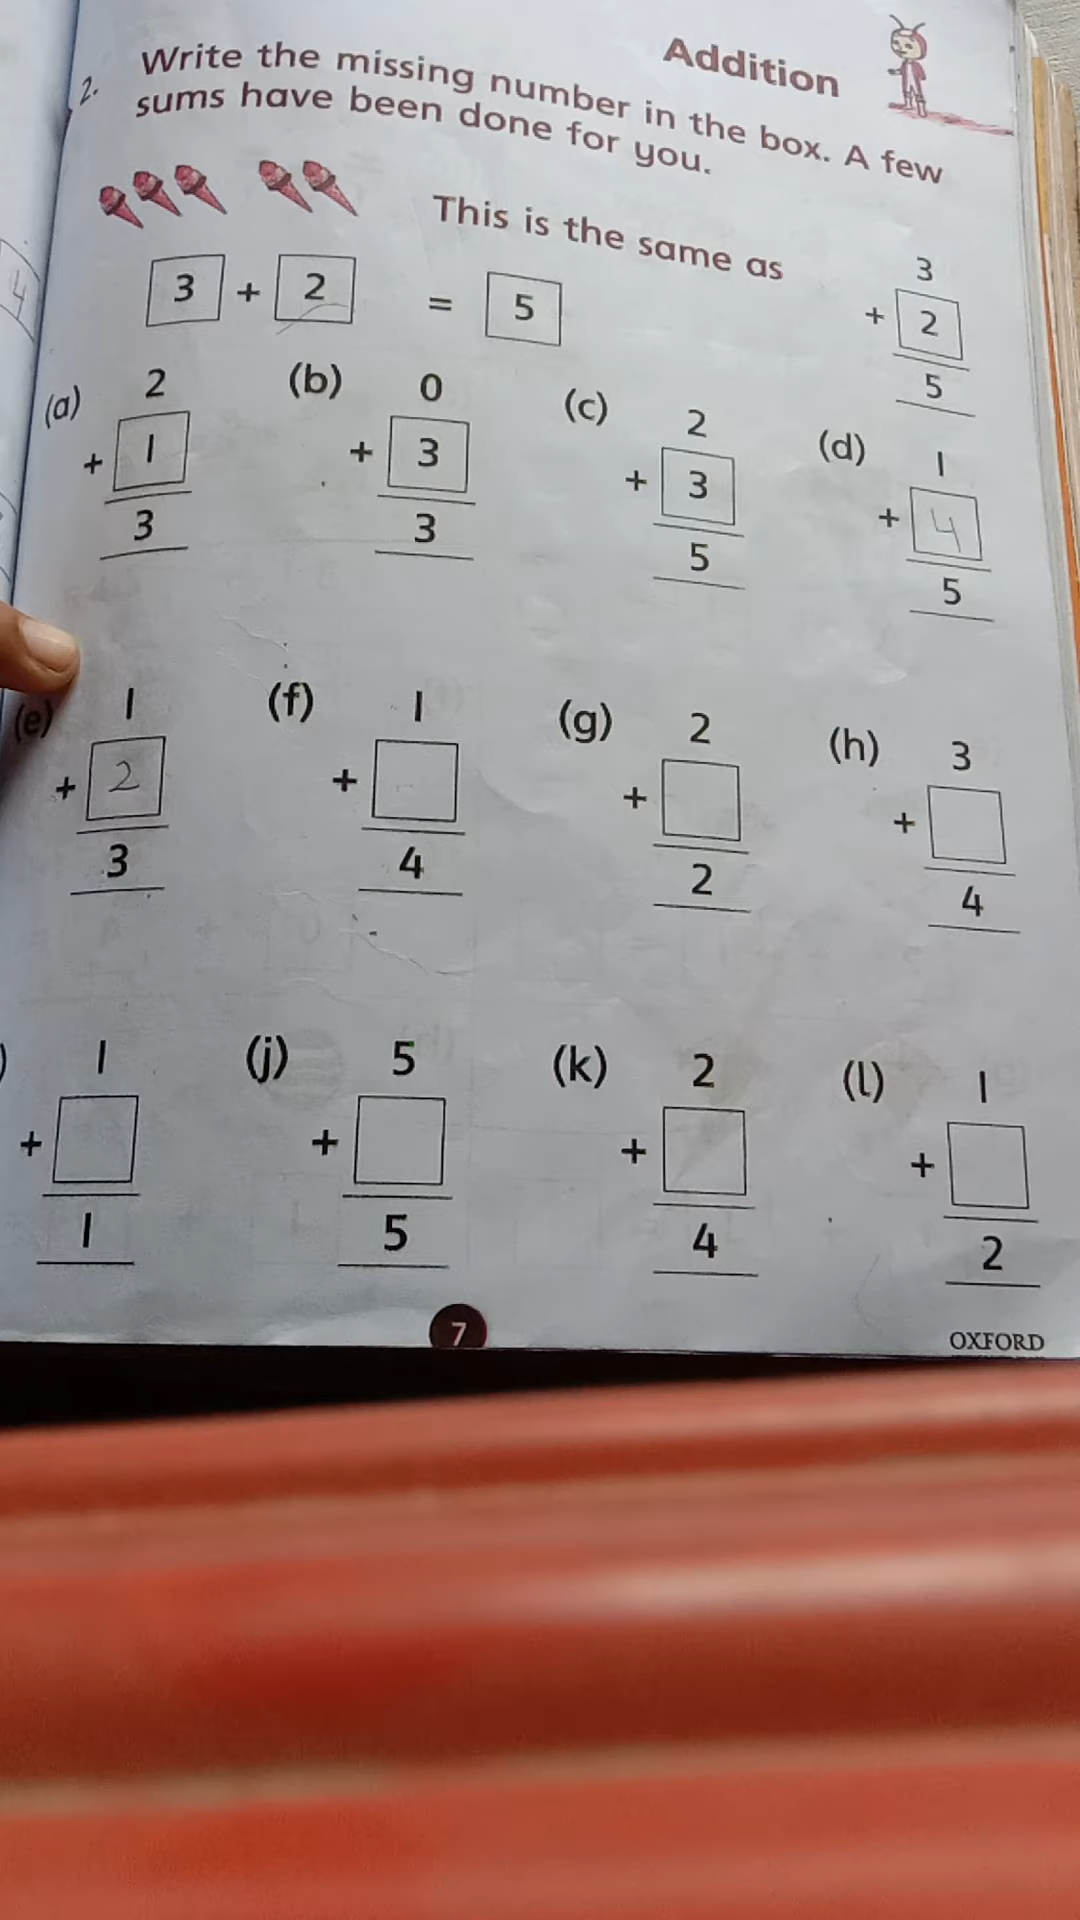 Addition
2. Write the missing number in the box. A few
sums have been done for you.
This is the same as
3 + 2 = 5
3
+ 2
5
(a) 2
+ 1
3
(b) 0
+ 3
3
(c) 2
+ 3
5
(d) 1
+ 4
5
(e) 1
+ 2
3
(f) 1
+
4
(g) 2
+
2
(h) 3
+
4
) 1
+
1
(j) 5
+
5
(k) 2
+
4
(l) 1
+
2
7
OXFORD
4